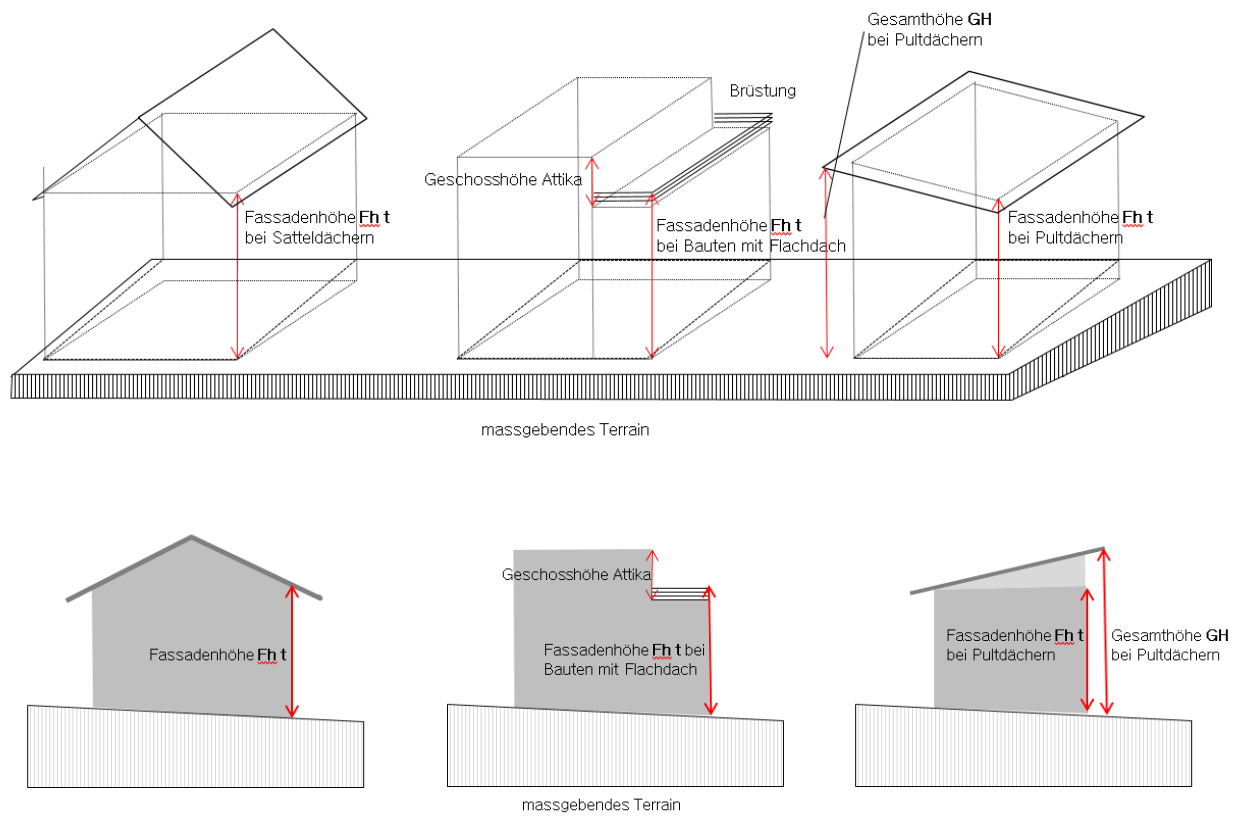 Gesamthöhe GH
bei Pultdächern
Brüstung
Geschosshöhe Attika
Fassadenhöhe Fh t
bei Satteldächern
Fassadenhöhe Fh t
bei Bauten mit Flachdach
Fassadenhöhe Fh t
bei Pultdächern
massgebendes Terrain
Fassadenhöhe Fh t
Geschosshöhe Attika
Fassadenhöhe Fh t bei
Bauten mit Flachdach
Fassadenhöhe Fh t
bei Pultdächern
Gesamthöhe GH
bei Pultdächern
massgebendes Terrain